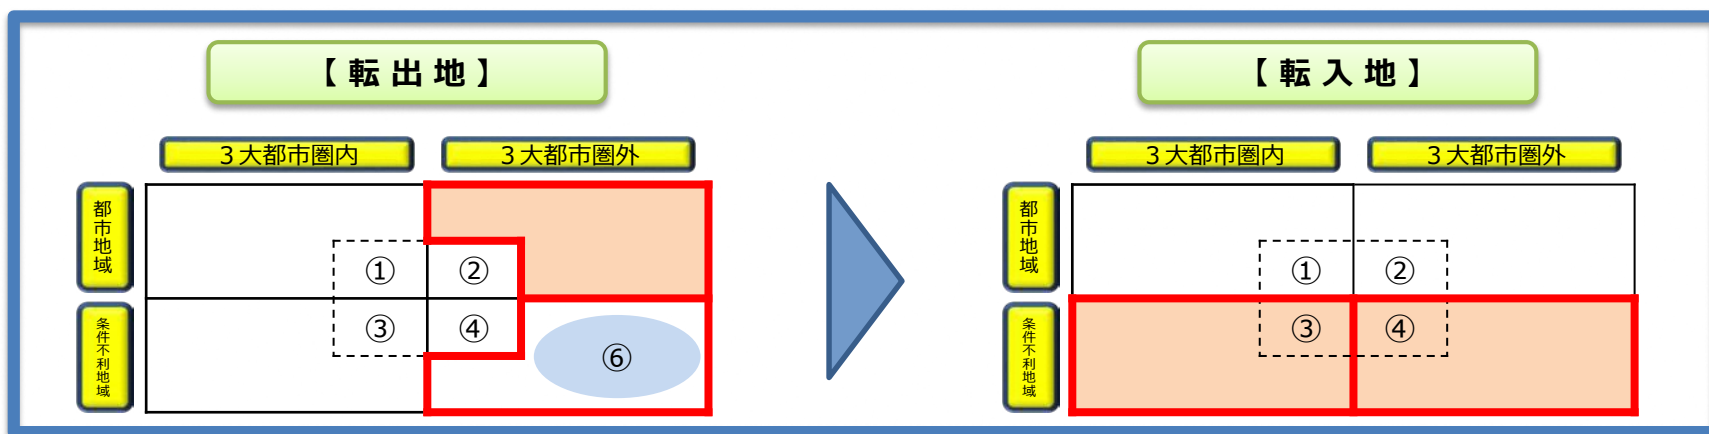 【転出地】
３大都市圏内
３大都市圏外
都市地域
①
②
条件不利地域
③
④
⑥
【転入地】
３大都市圏内
３大都市圏外
都市地域
①
②
条件不利地域
③
④